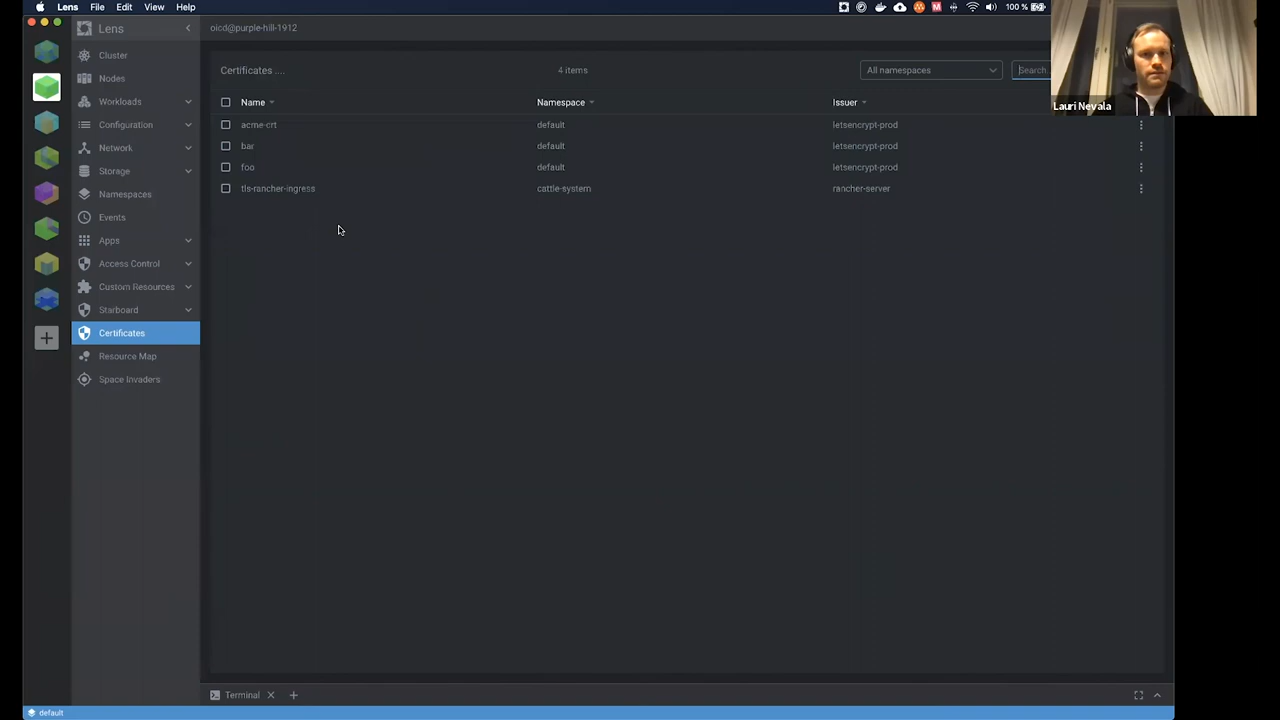 Lens File Edit View Help
100 %
Lens
oicd@purple-hill-1912
Cluster
Nodes
Workloads
Configuration
Network
Storage
Namespaces
Events
Apps
Access Control
Custom Resources
Starboard
Certificates
Resource Map
Space Invaders
Certificates ....
4 items
All namespaces
Search.
Name Namespace Issuer
acme-crt default letsencrypt-prod
bar default letsencrypt-prod
foo default letsencrypt-prod
tls-rancher-ingress cattle-system rancher-server
Lauri Nevala
Terminal
default